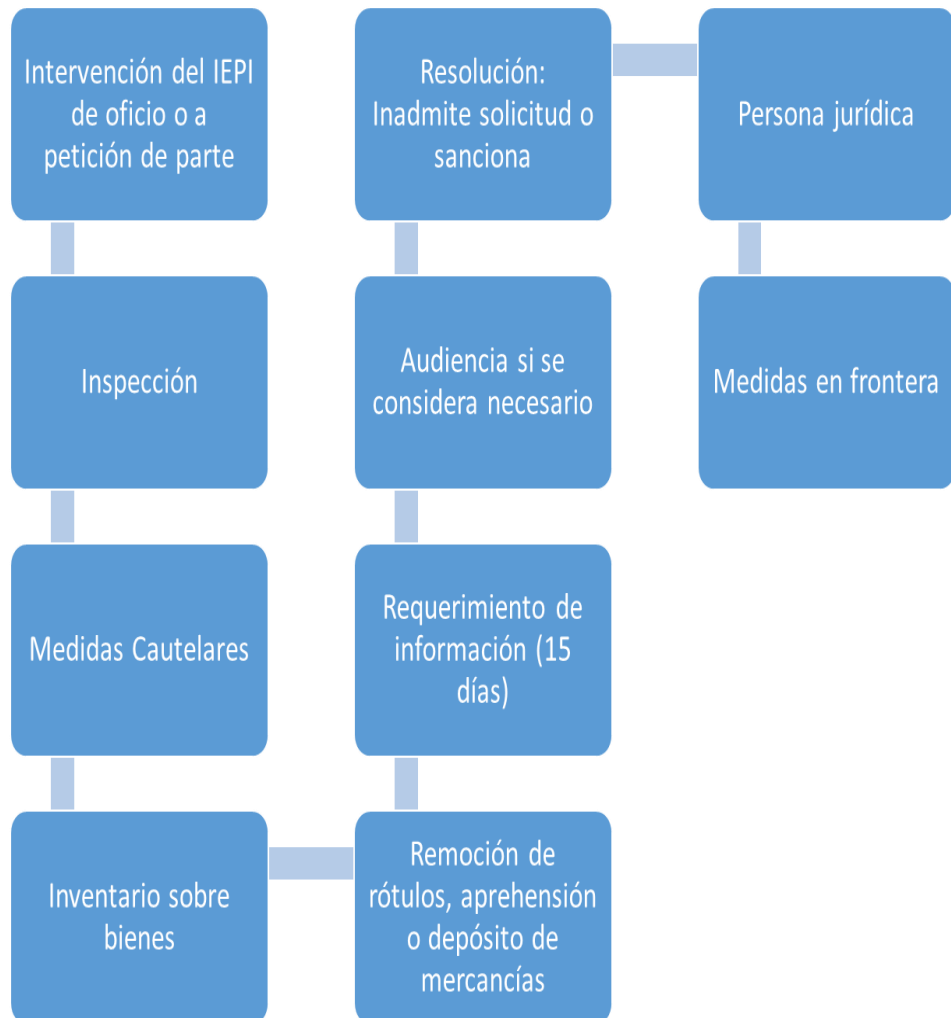 Intervención del IEPI
de oficio o a
petición de parte
Inspección
Medidas Cautelares
Inventario sobre
bienes
Remoción de
rótulos, aprehensión
o depósito de
mercancías
Requerimiento de
información (15
días)
Audiencia si se
considera necesario
Resolución:
Inadmite solicitud o
sanciona
Persona jurídica
Medidas en frontera